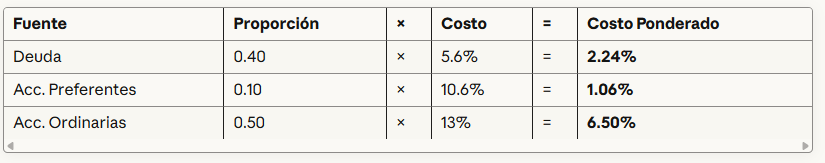 Fuente Proporción × Costo = Costo Ponderado
Deuda 0.40 × 5.6% = 2.24%
Acc. Preferentes 0.10 × 10.6% = 1.06%
Acc. Ordinarias 0.50 × 13% = 6.50%